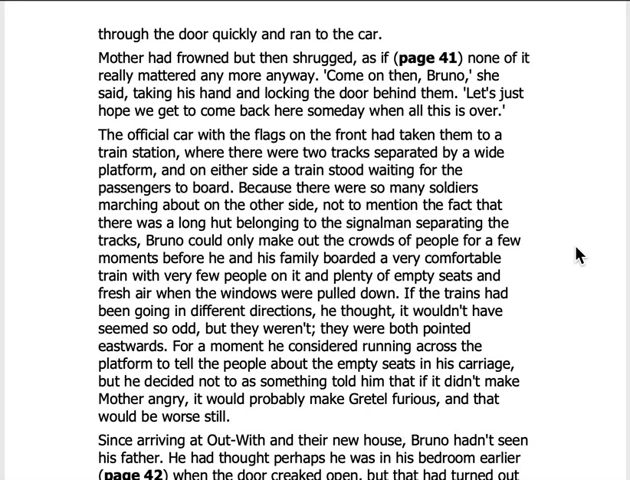 through the door quickly and ran to the car.
Mother had frowned but then shrugged, as if (page 41) none of it
really mattered any more anyway. 'Come on then, Bruno,' she
said, taking his hand and locking the door behind them. 'Let's just
hope we get to come back here someday when all this is over.'
The official car with the flags on the front had taken them to a
train station, where there were two tracks separated by a wide
platform, and on either side a train stood waiting for the
passengers to board. Because there were so many soldiers
marching about on the other side, not to mention the fact that
there was a long hut belonging to the signalman separating the
tracks, Bruno could only make out the crowds of people for a few
moments before he and his family boarded a very comfortable
train with very few people on it and plenty of empty seats and
fresh air when the windows were pulled down. If the trains had
been going in different directions, he thought, it wouldn't have
seemed so odd, but they weren't; they were both pointed
eastwards. For a moment he considered running across the
platform to tell the people about the empty seats in his carriage,
but he decided not to as something told him that if it didn't make
Mother angry, it would probably make Gretel furious, and that
would be worse still.
Since arriving at Out-With and their new house, Bruno hadn't seen
his father. He had thought perhaps he was in his bedroom earlier
(page 42) when the door creaked open, but that had turned out